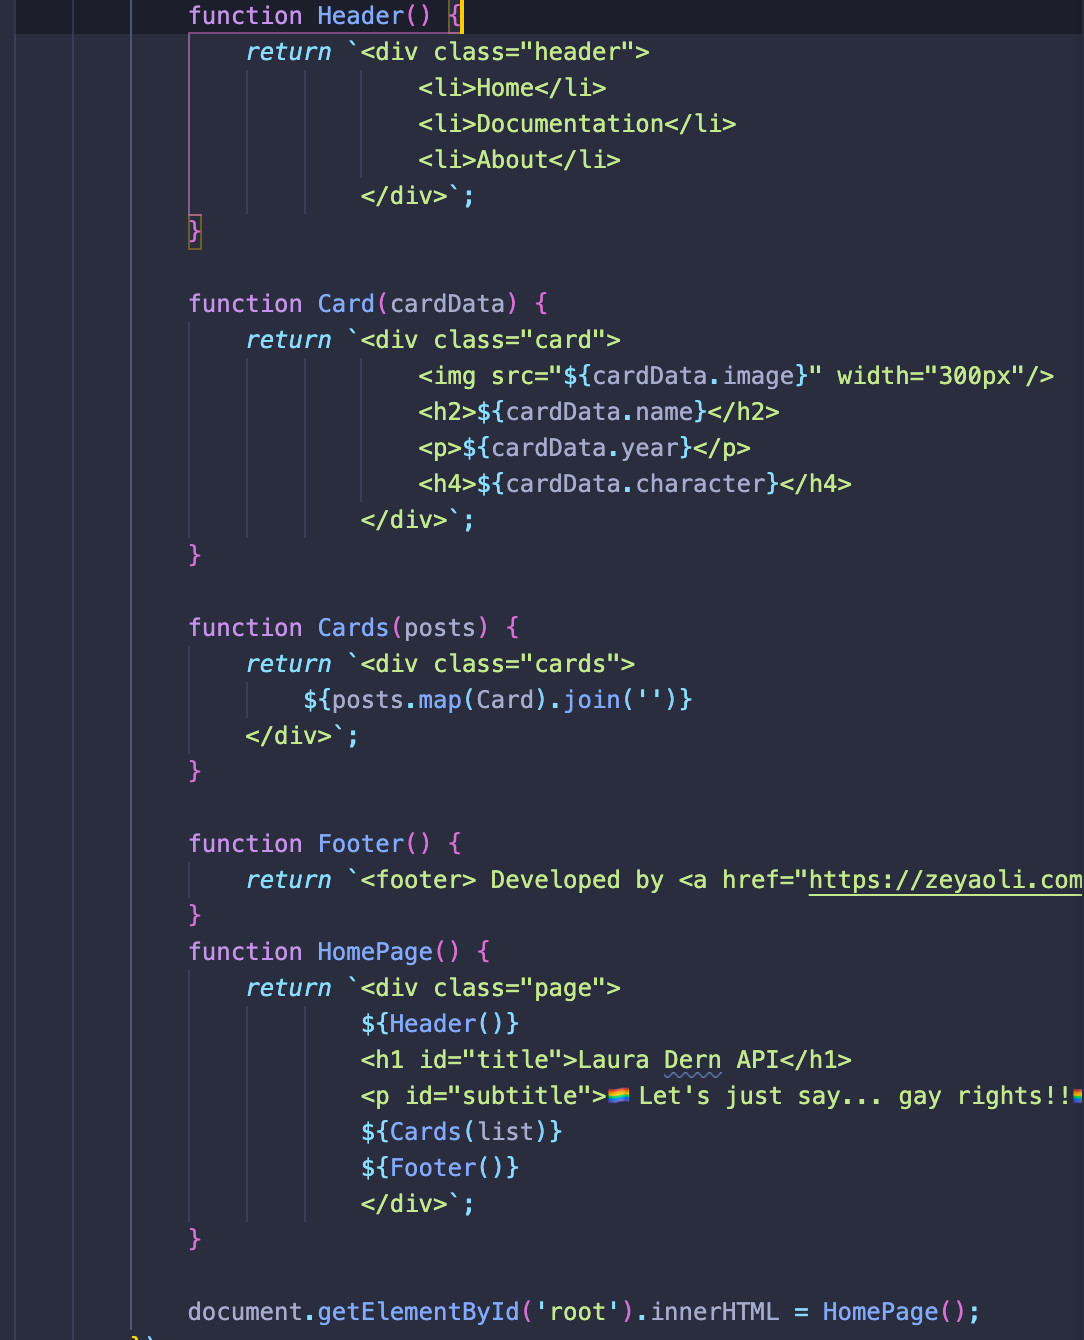 function Header() {
return `<div class="header">
<li>Home</li>
<li>Documentation</li>
<li>About</li>
</div>`;
}
function Card(cardData) {
return `<div class="card">
<img src="${cardData.image}" width="300px"/>
<h2>${cardData.name}</h2>
<p>${cardData.year}</p>
<h4>${cardData.character}</h4>
</div>`;
}
function Cards(posts) {
return `<div class="cards">
${posts.map(Card).join('')}
</div>`;
}
function Footer() {
return `<footer> Developed by <a href="https://zeyaoli.com
}
function HomePage() {
return `<div class="page">
${Header()}
<h1 id="title">Laura Dern API</h1>
<p id="subtitle">🏳️‍🌈 Let's just say... gay rights!!🏳️‍🌈
${Cards(list)}
${Footer()}
</div>`;
}
document.getElementById('root').innerHTML = HomePage();